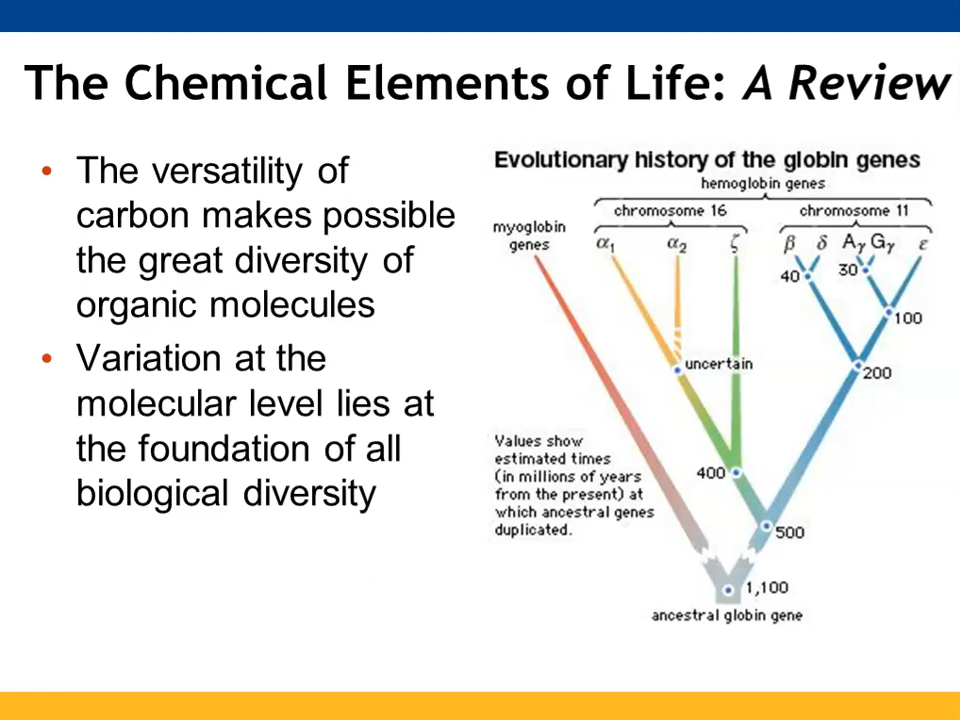 The Chemical Elements of Life: A Review
• The versatility of
carbon makes possible
the great diversity of
organic molecules
• Variation at the
molecular level lies at
the foundation of all
biological diversity
Evolutionary history of the globin genes
hemoglobin genes
chromosome 16
chromosome 11
myoglobin
genes
α1 α2 ζ β δ Aγ Gγ ε
40
30
100
uncertain
200
Values show
estimated times
(in millions of years
from the present) at
which ancestral genes
duplicated.
400
500
1,100
ancestral globin gene